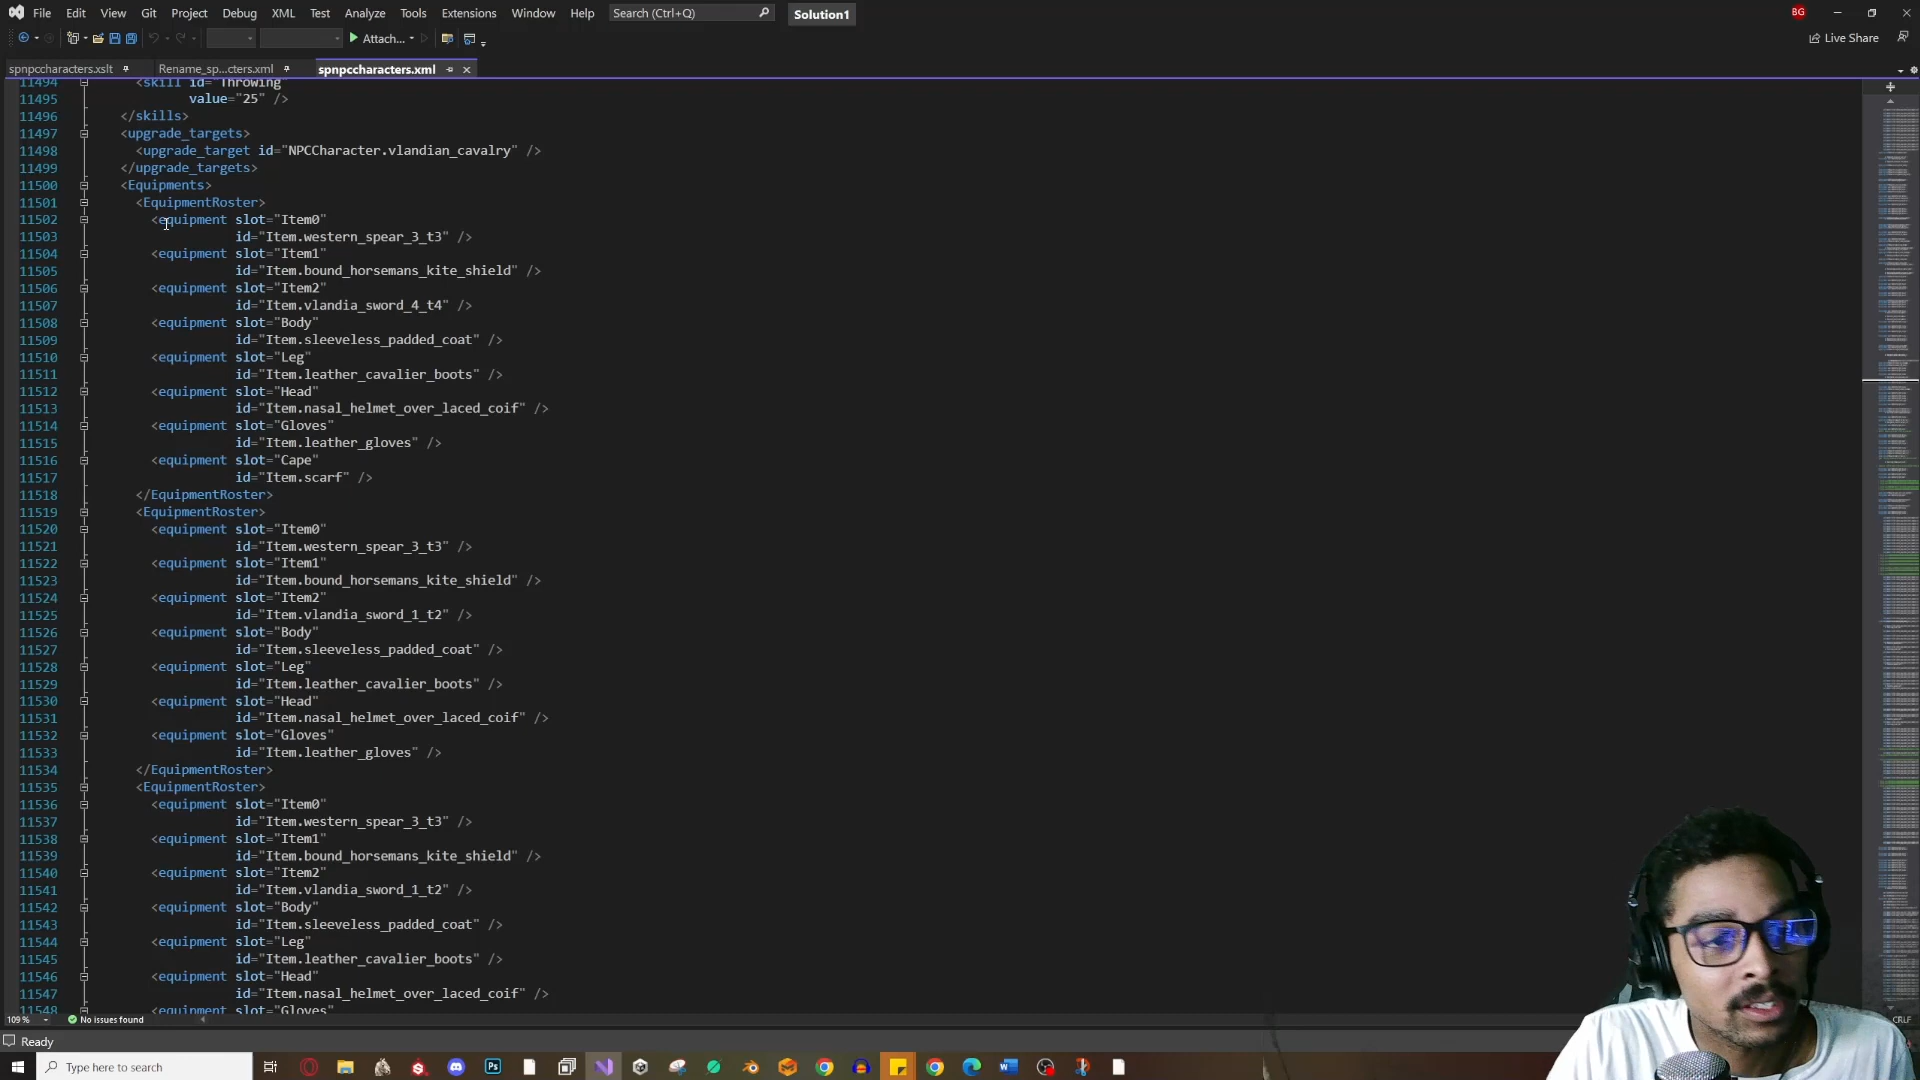 File Edit View Git Project Debug XML Test Analyze Tools Extensions Window Help Search (Ctrl+Q) Solution1 BG
Attach... Live Share
spnpccharacters.xslt Rename_sp...cters.xml spnpccharacters.xml
11494 <skill id="Throwing"
11495 value="25" />
11496 </skills>
11497 <upgrade_targets>
11498 <upgrade_target id="NPCCharacter.vlandian_cavalry" />
11499 </upgrade_targets>
11500 <Equipments>
11501 <EquipmentRoster>
11502 <equipment slot="Item0"
11503 id="Item.western_spear_3_t3" />
11504 <equipment slot="Item1"
11505 id="Item.bound_horsemans_kite_shield" />
11506 <equipment slot="Item2"
11507 id="Item.vlandia_sword_4_t4" />
11508 <equipment slot="Body"
11509 id="Item.sleeveless_padded_coat" />
11510 <equipment slot="Leg"
11511 id="Item.leather_cavalier_boots" />
11512 <equipment slot="Head"
11513 id="Item.nasal_helmet_over_laced_coif" />
11514 <equipment slot="Gloves"
11515 id="Item.leather_gloves" />
11516 <equipment slot="Cape"
11517 id="Item.scarf" />
11518 </EquipmentRoster>
11519 <EquipmentRoster>
11520 <equipment slot="Item0"
11521 id="Item.western_spear_3_t3" />
11522 <equipment slot="Item1"
11523 id="Item.bound_horsemans_kite_shield" />
11524 <equipment slot="Item2"
11525 id="Item.vlandia_sword_1_t2" />
11526 <equipment slot="Body"
11527 id="Item.sleeveless_padded_coat" />
11528 <equipment slot="Leg"
11529 id="Item.leather_cavalier_boots" />
11530 <equipment slot="Head"
11531 id="Item.nasal_helmet_over_laced_coif" />
11532 <equipment slot="Gloves"
11533 id="Item.leather_gloves" />
11534 </EquipmentRoster>
11535 <EquipmentRoster>
11536 <equipment slot="Item0"
11537 id="Item.western_spear_3_t3" />
11538 <equipment slot="Item1"
11539 id="Item.bound_horsemans_kite_shield" />
11540 <equipment slot="Item2"
11541 id="Item.vlandia_sword_1_t2" />
11542 <equipment slot="Body"
11543 id="Item.sleeveless_padded_coat" />
11544 <equipment slot="Leg"
11545 id="Item.leather_cavalier_boots" />
11546 <equipment slot="Head"
11547 id="Item.nasal_helmet_over_laced_coif" />
11548 <equipment slot="Gloves"
109 % No issues found CRLF
Ready
Type here to search